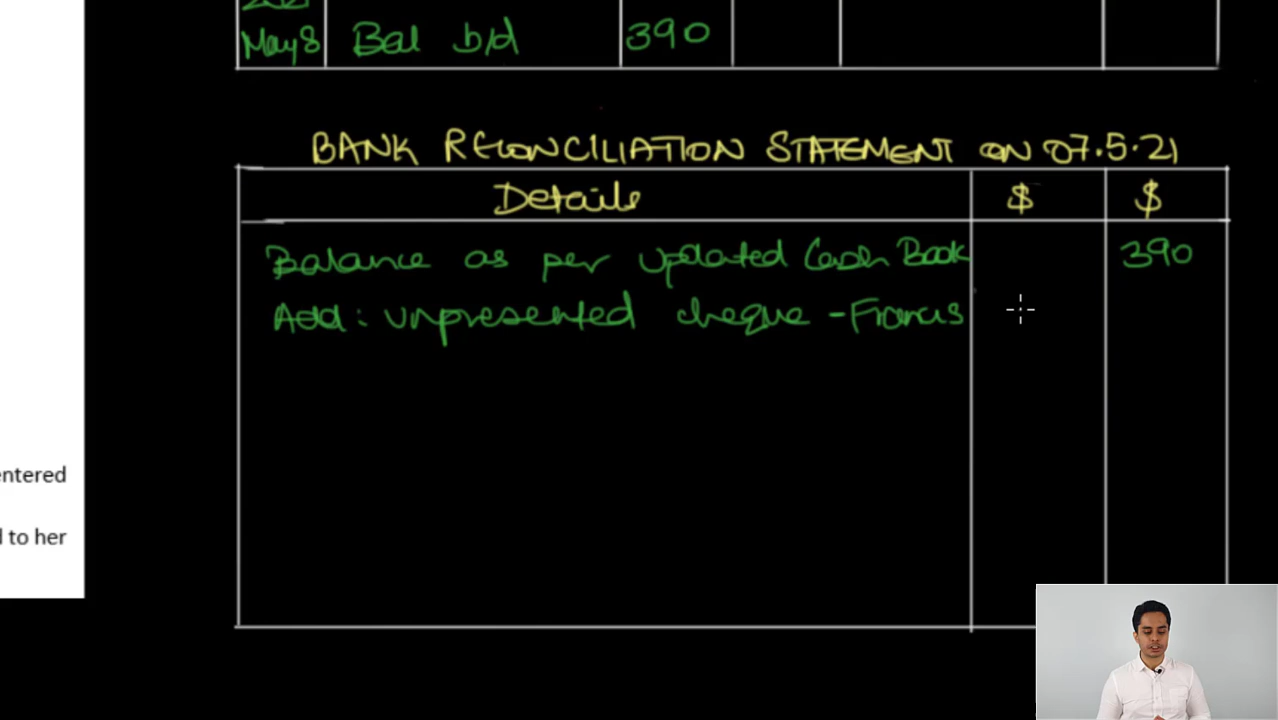 May 8 Bal b/d 390
BANK RECONCILIATION STATEMENT ON 07.5.21
Details $ $
Balance as per updated Cash Book 390
Add: unpresented cheque - Francis
entered
to her